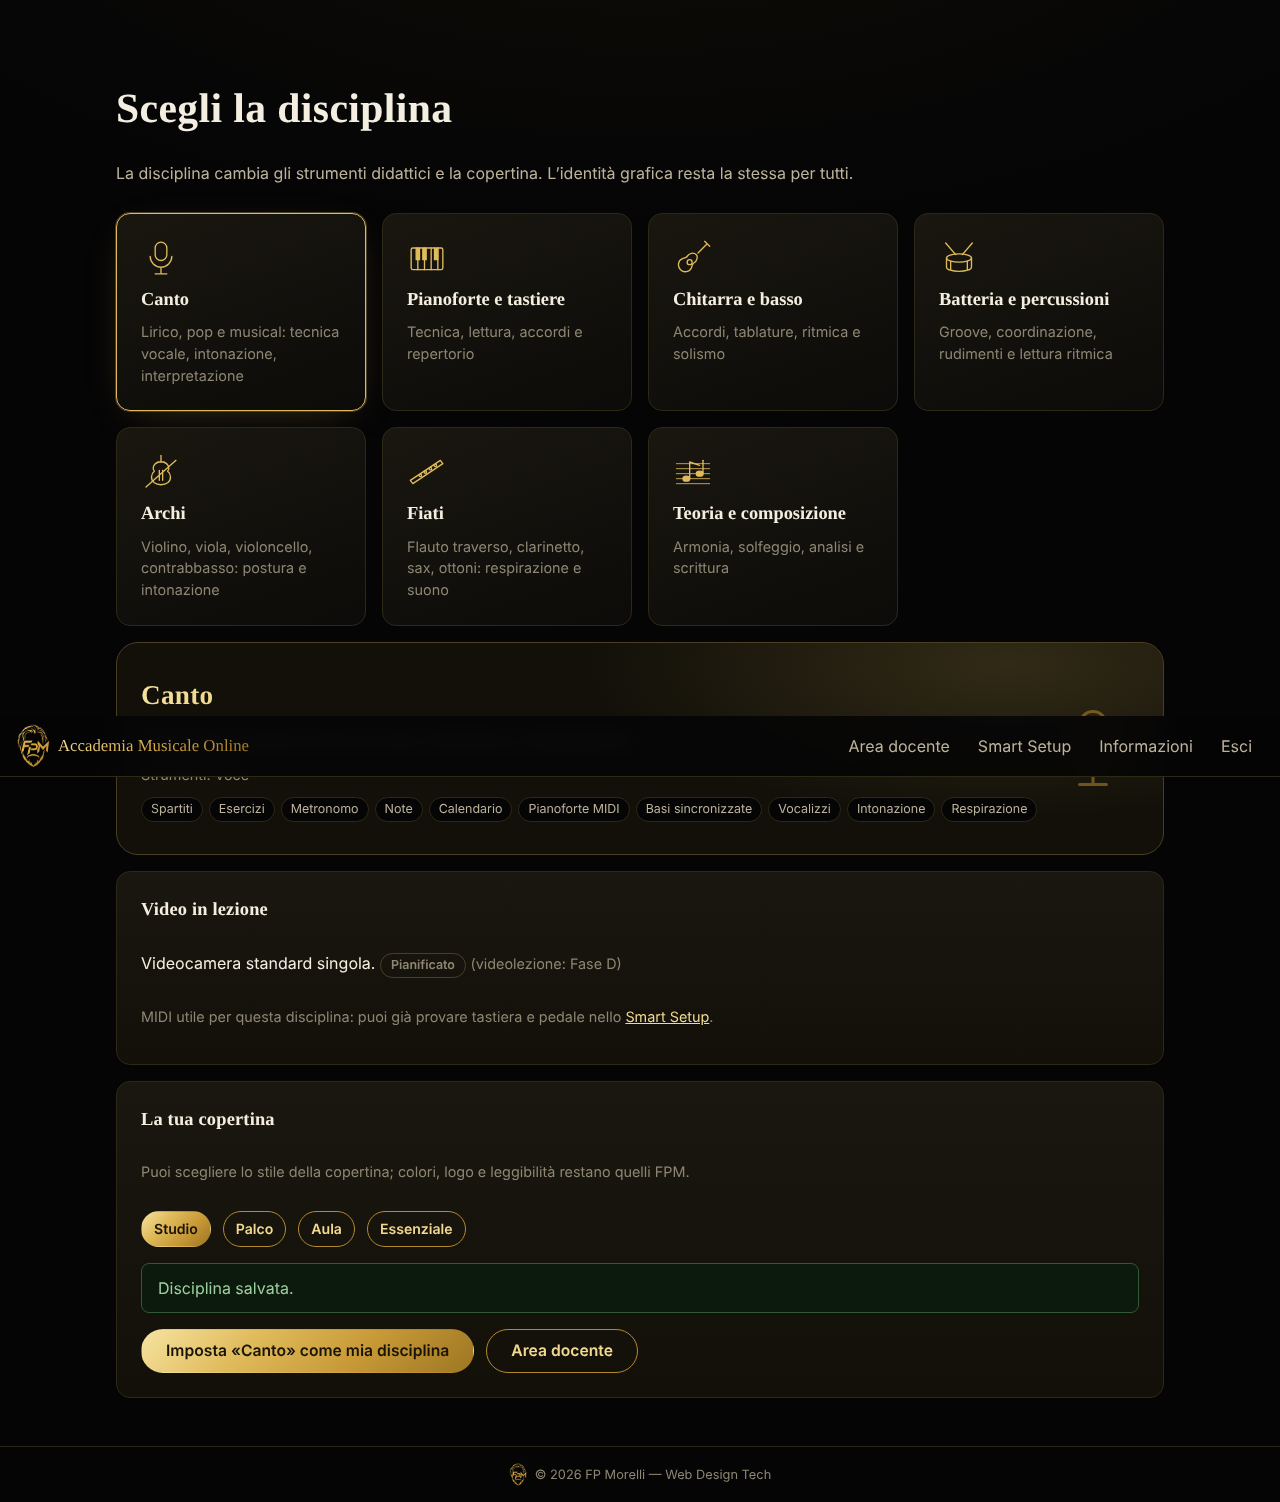 Scegli la disciplina
La disciplina cambia gli strumenti didattici e la copertina. L'identità grafica resta la stessa per tutti.
Canto
Lirico, pop e musical: tecnica
vocale, intonazione,
interpretazione
Pianoforte e tastiere
Tecnica, lettura, accordi e
repertorio
Chitarra e basso
Accordi, tablature, ritmica e
solismo
Batteria e percussioni
Groove, coordinazione,
rudimenti e lettura ritmica
Archi
Violino, viola, violoncello,
contrabbasso: postura e
intonazione
Fiati
Flauto traverso, clarinetto,
sax, ottoni: respirazione e
suono
Teoria e composizione
Armonia, solfeggio, analisi e
scrittura
Canto
FPM Accademia Musicale Online Area docente Smart Setup Informazioni Esci
Strumenti: voce
Spartiti Esercizi Metronomo Note Calendario Pianoforte MIDI Basi sincronizzate Vocalizzi Intonazione Respirazione
Video in lezione
Videocamera standard singola. Pianificato (videolezione: Fase D)
MIDI utile per questa disciplina: puoi già provare tastiera e pedale nello Smart Setup.
La tua copertina
Puoi scegliere lo stile della copertina; colori, logo e leggibilità restano quelli FPM.
Studio Palco Aula Essenziale
Disciplina salvata.
Imposta «Canto» come mia disciplina Area docente
FPM © 2026 FP Morelli — Web Design Tech